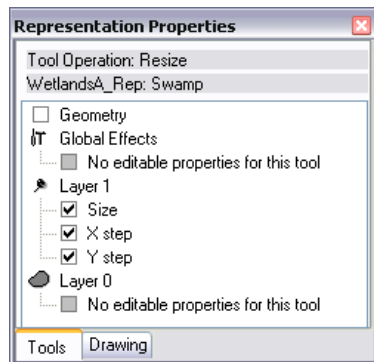 Representation Properties
Tool Operation: Resize
WetlandsA_Rep: Swamp
Geometry
Global Effects
No editable properties for this tool
Layer 1
Size
X step
Y step
Layer 0
No editable properties for this tool
Tools Drawing